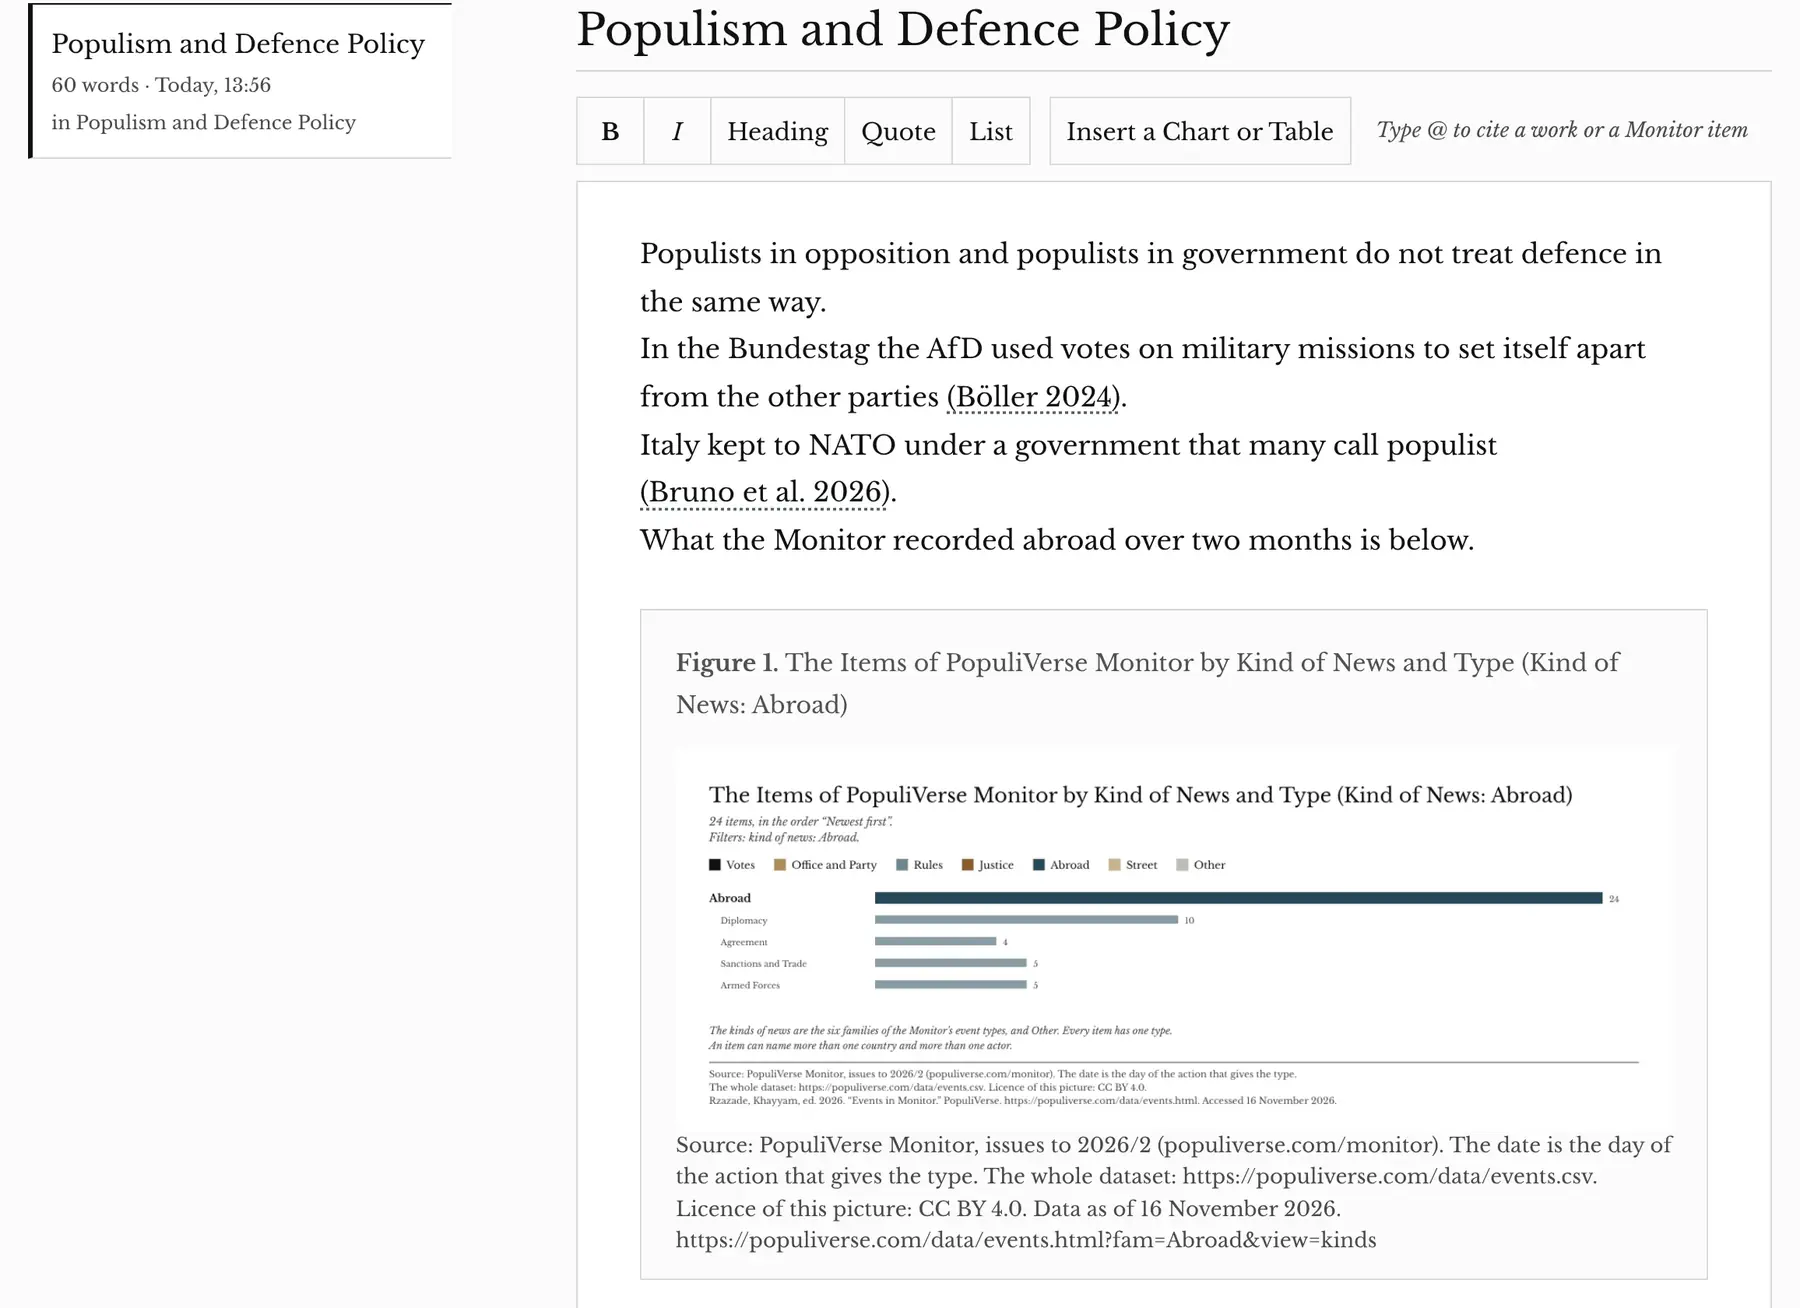 Populism and Defence Policy
60 words · Today, 13:56
in Populism and Defence Policy
Populism and Defence Policy
B I Heading Quote List Insert a Chart or Table Type @ to cite a work or a Monitor item
Populists in opposition and populists in government do not treat defence in
the same way.
In the Bundestag the AfD used votes on military missions to set itself apart
from the other parties (Böller 2024).
Italy kept to NATO under a government that many call populist
(Bruno et al. 2026).
What the Monitor recorded abroad over two months is below.
Figure 1. The Items of PopuliVerse Monitor by Kind of News and Type (Kind of
News: Abroad)
The Items of PopuliVerse Monitor by Kind of News and Type (Kind of News: Abroad)
24 items, in the order “Newest first”.
Filters: kind of news: Abroad.
Votes Office and Party Rules Justice Abroad Street Other
Abroad 24
Diplomacy 10
Agreement 4
Sanctions and Trade 5
Armed Forces 5
The kinds of news are the six families of the Monitor's event types, and Other. Every item has one type.
An item can name more than one country and more than one actor.
Source: PopuliVerse Monitor, issues to 2026/2 (populiverse.com/monitor). The date is the day of the action that gives the type.
The whole dataset: https://populiverse.com/data/events.csv. Licence of this picture: CC BY 4.0.
Rzazade, Khayyam, ed. 2026. “Events in Monitor.” PopuliVerse. https://populiverse.com/data/events.html. Accessed 16 November 2026.
Source: PopuliVerse Monitor, issues to 2026/2 (populiverse.com/monitor). The date is the day of
the action that gives the type. The whole dataset: https://populiverse.com/data/events.csv.
Licence of this picture: CC BY 4.0. Data as of 16 November 2026.
https://populiverse.com/data/events.html?fam=Abroad&view=kinds